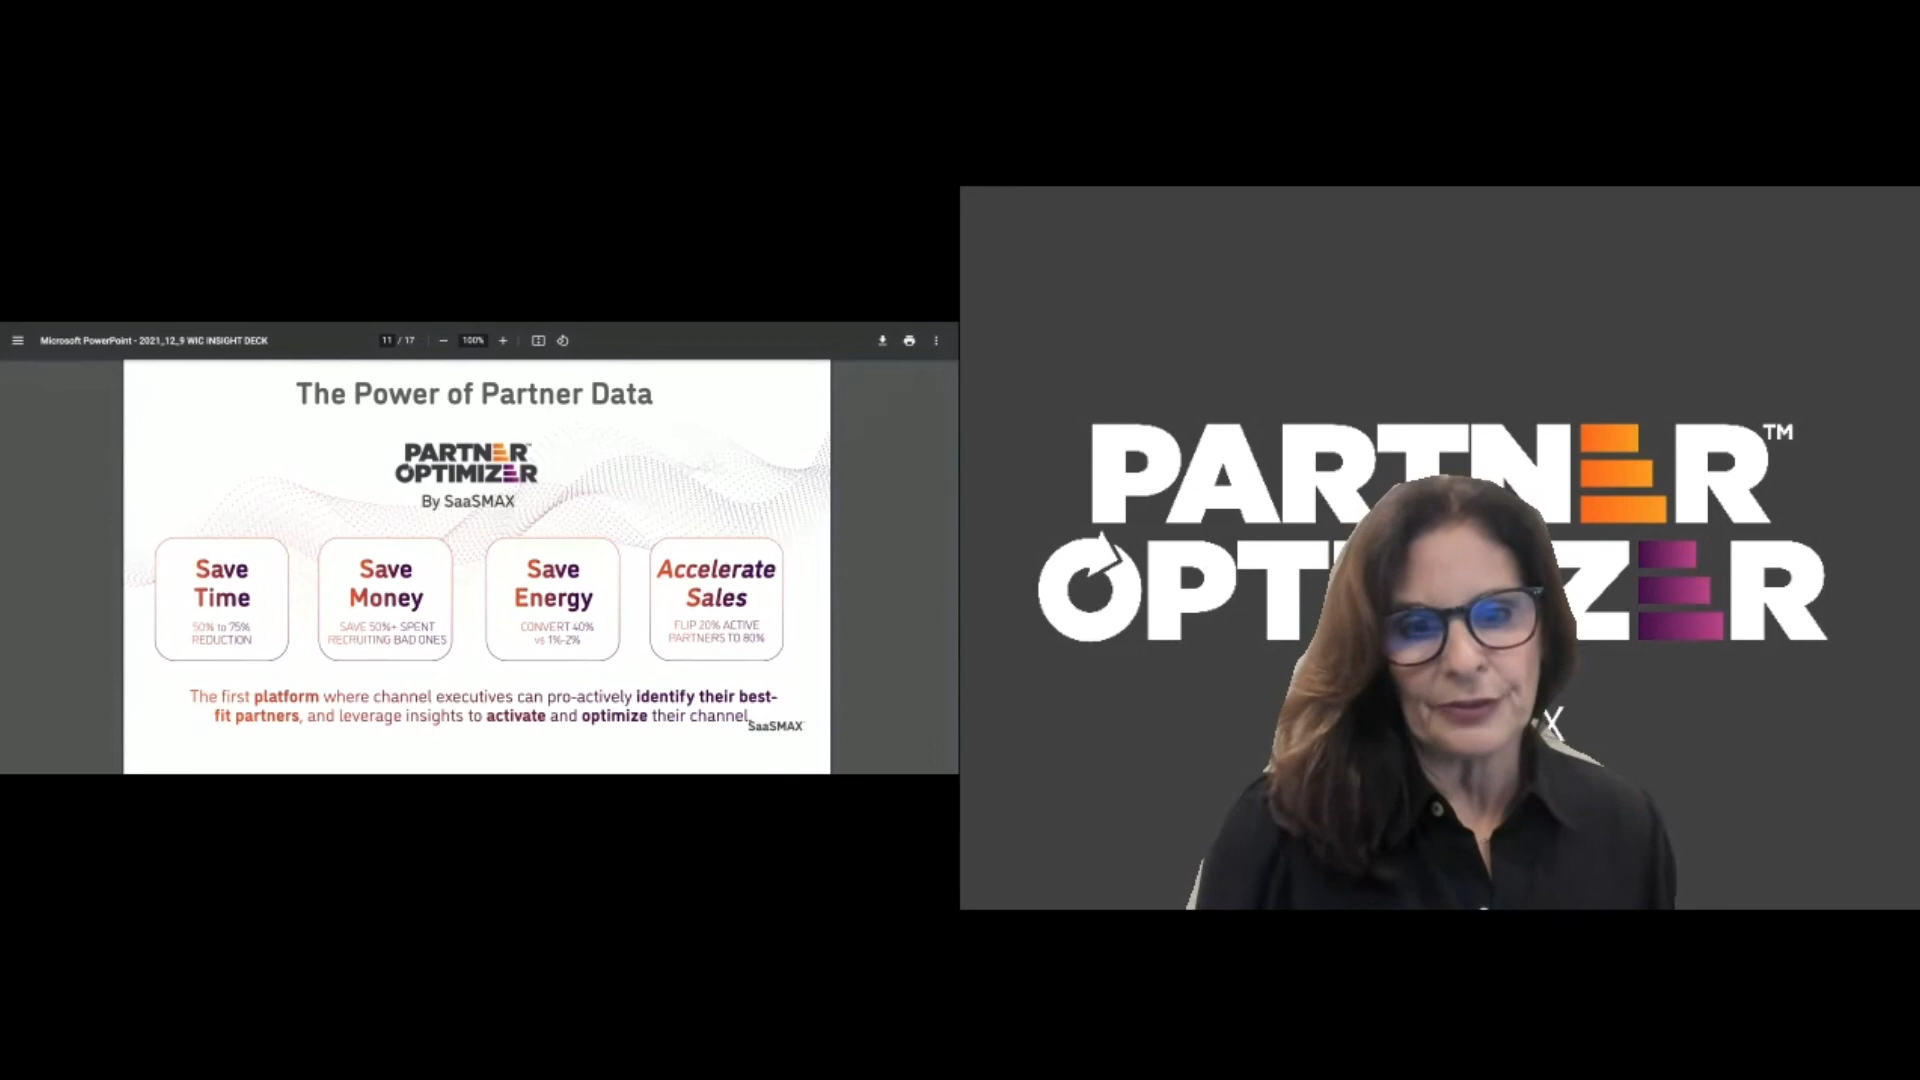 Microsoft PowerPoint - 2021_12_9 WIC INSIGHT DECK
11 / 17
100%
The Power of Partner Data
PARTNER™
OPTIMIZER
By SaaSMAX
Save
Time
50% to 75%
REDUCTION
Save
Money
SAVE 50%+ SPENT
RECRUITING BAD ONES
Save
Energy
CONVERT 40%
vs 1%-2%
Accelerate
Sales
FLIP 20% ACTIVE
PARTNERS TO 80%
The first platform where channel executives can pro-actively identify their best-
fit partners, and leverage insights to activate and optimize their channel.
SaaSMAX
PARTNER™
OPTIMIZER
X